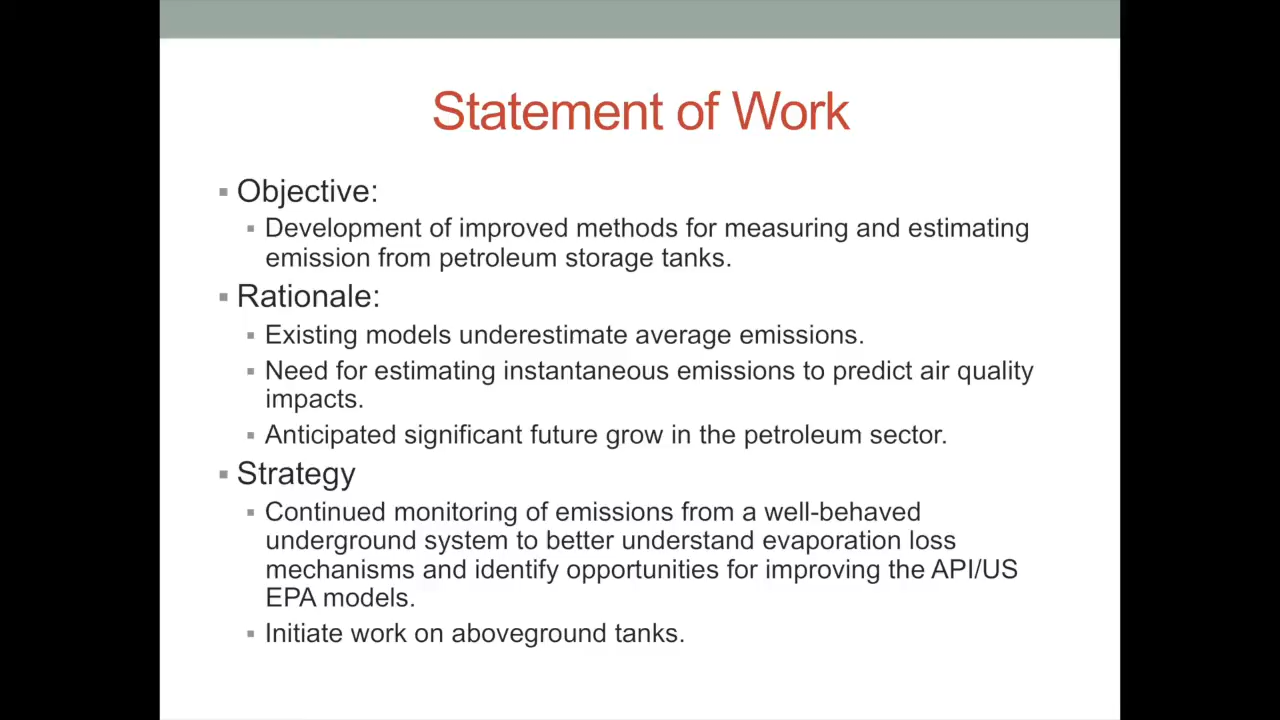 Statement of Work
▪ Objective:
▪ Development of improved methods for measuring and estimating
emission from petroleum storage tanks.
▪ Rationale:
▪ Existing models underestimate average emissions.
▪ Need for estimating instantaneous emissions to predict air quality
impacts.
▪ Anticipated significant future grow in the petroleum sector.
▪ Strategy
▪ Continued monitoring of emissions from a well-behaved
underground system to better understand evaporation loss
mechanisms and identify opportunities for improving the API/US
EPA models.
▪ Initiate work on aboveground tanks.